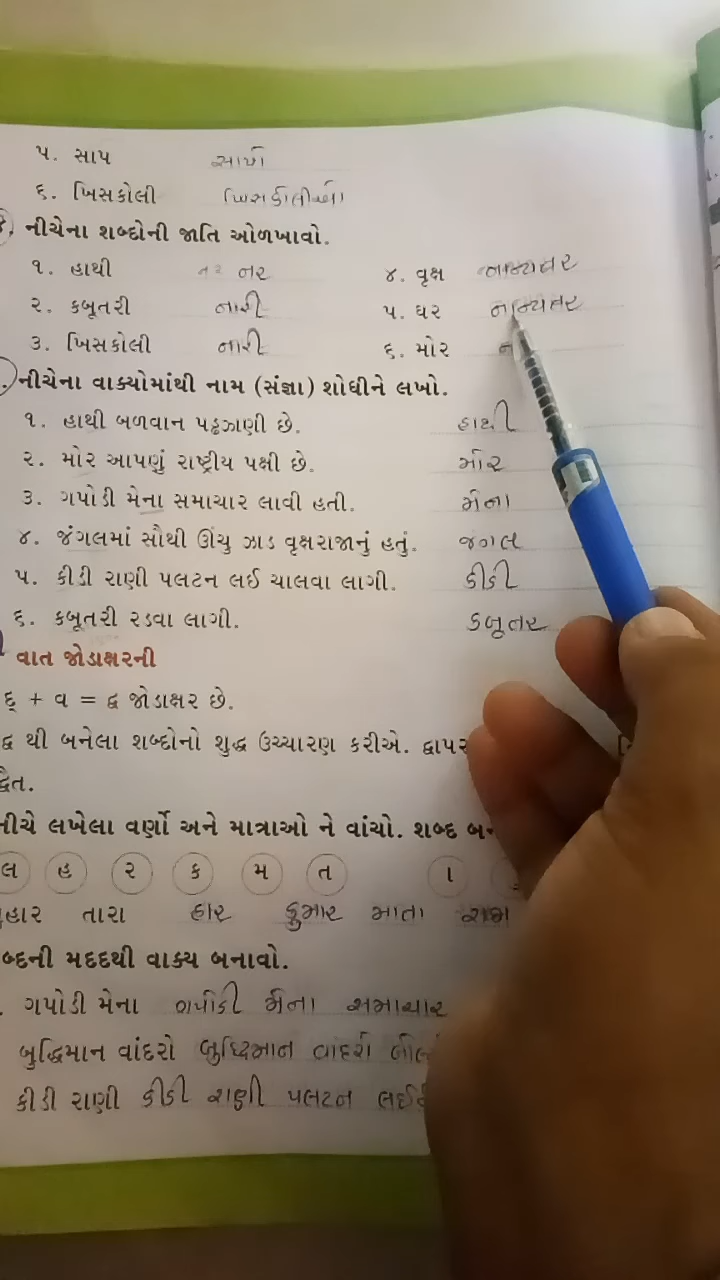 ૫. સાપ સાપો
૬. ખિસકોલી ખિસકોલીઓ
નીચેના શબ્દોની જાતિ ઓળખાવો.
૧. હાથી નર નર ૪. વૃક્ષ નાન્યતર
૨. કબૂતરી નારી ૫. ઘર નાન્યતર
૩. ખિસકોલી નારી ૬. મોર
નીચેના વાક્યોમાંથી નામ (સંજ્ઞા) શોધીને લખો.
૧. હાથી બળવાન પઢ્ઢાણી છે. હાથી
૨. મોર આપણું રાષ્ટ્રીય પક્ષી છે. મોર
૩. ગપોડી મેના સમાચાર લાવી હતી. મેના
૪. જંગલમાં સૌથી ઊંચુ ઝાડ વૃક્ષરાજાનું હતું. જગલ
૫. કીડી રાણી પલટન લઈ ચાલવા લાગી. કીડી
૬. કબૂતરી રડવા લાગી. કબૂતર
વાત જોડાક્ષરની
દ્ + વ = દ્વ જોડાક્ષર છે.
દ્વ થી બનેલા શબ્દોનો શુદ્ધ ઉચ્ચારણ કરીએ. દ્વાપર
દ્વૈત.
નીચે લખેલા વર્ણો અને માત્રાઓ ને વાંચો. શબ્દ
લ હ ર ક મ ત ા
હાર તારા હાર કુમાર માતા રામ
શબ્દની મદદથી વાક્ય બનાવો.
ગપોડી મેના ગપોડી મેના સમાચાર
બુદ્ધિમાન વાંદરો બુદ્ધિમાન વાંદરો
કીડી રાણી કીડી રાણી પલટન લઈ